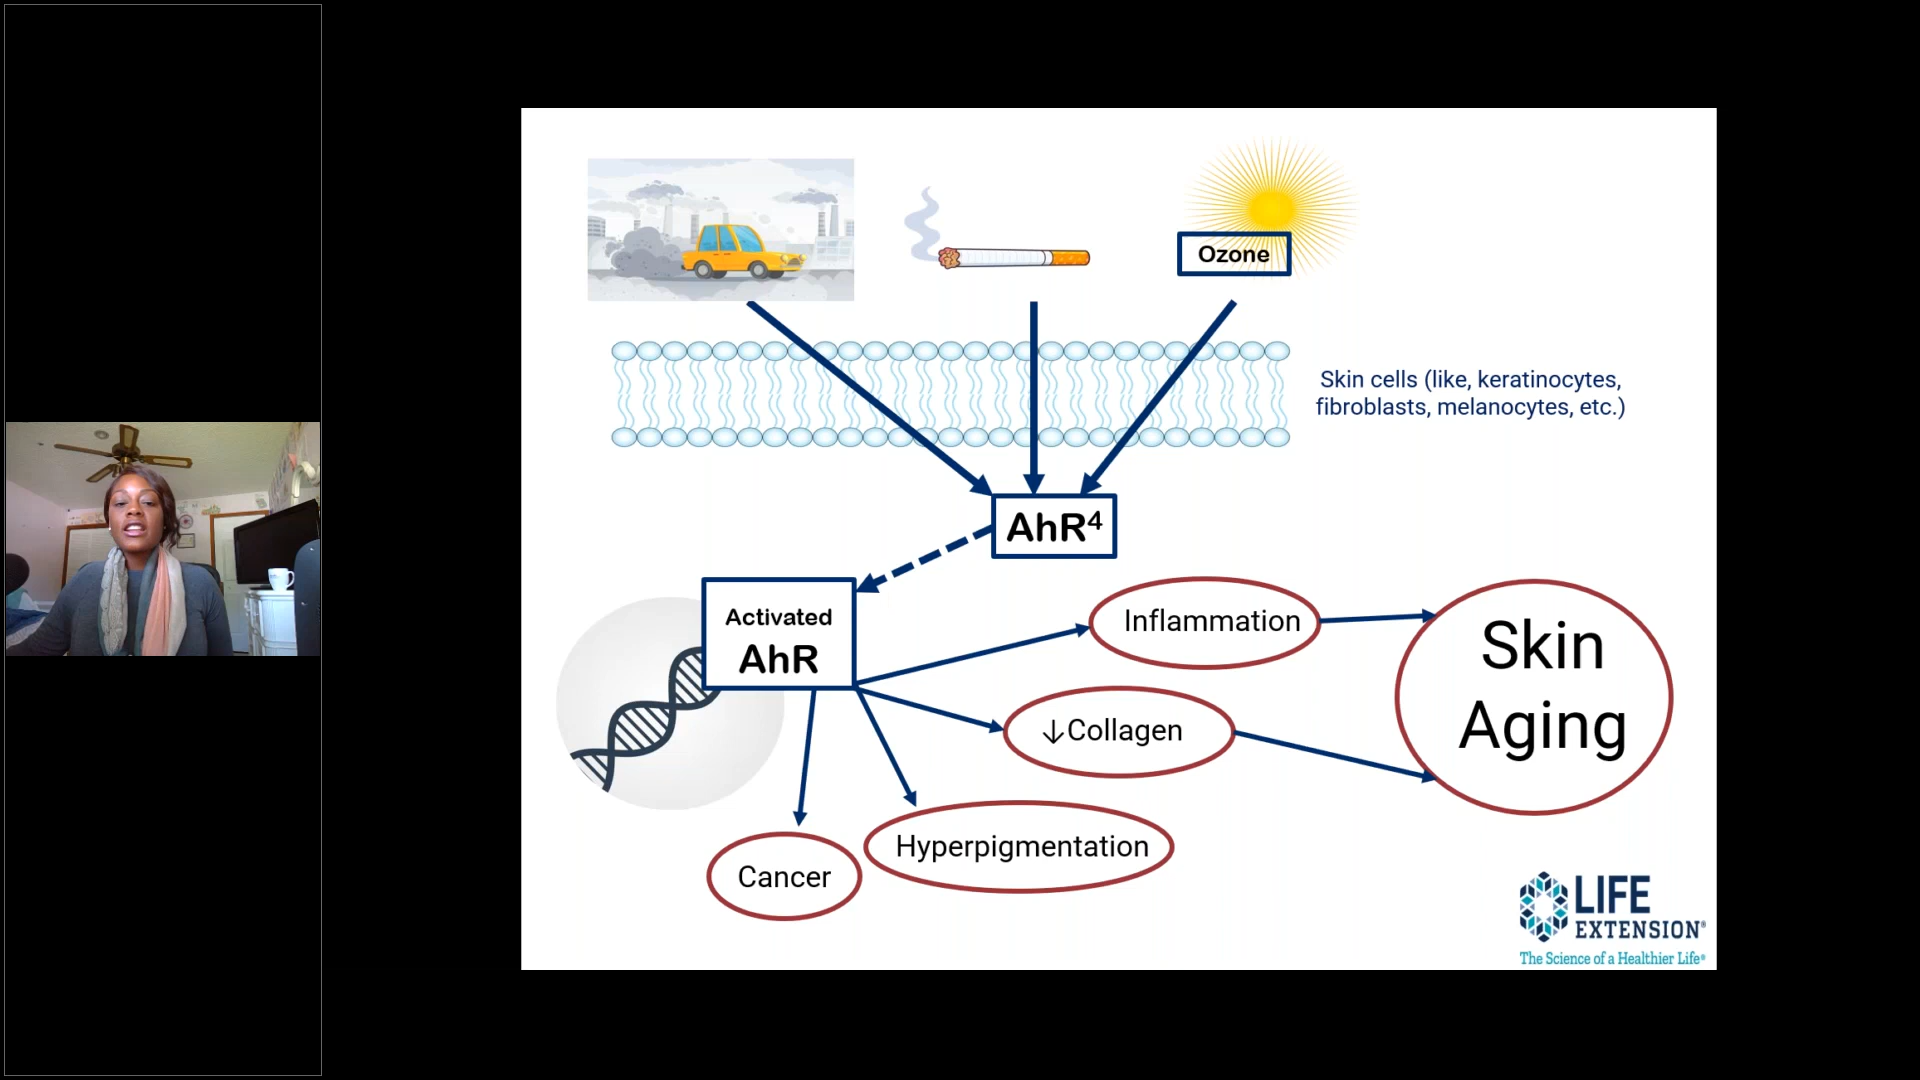 Ozone
Skin cells (like, keratinocytes,
fibroblasts, melanocytes, etc.)
AhR⁴
Activated
AhR
Inflammation
Skin
Aging
↓Collagen
Hyperpigmentation
Cancer
LIFE
EXTENSION®
The Science of a Healthier Life®